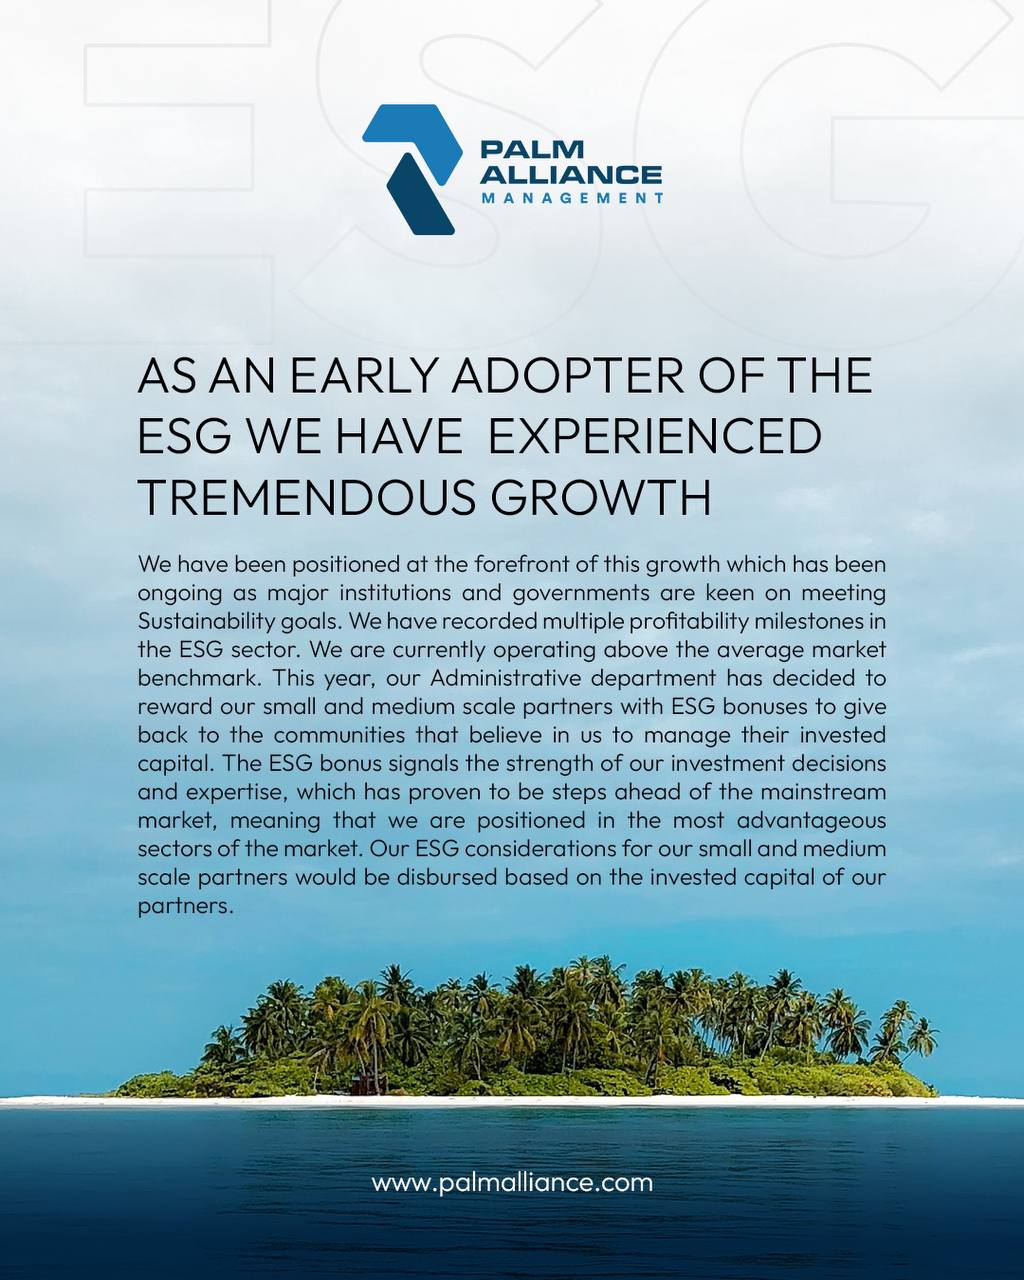 ESG
PALM
ALLIANCE
MANAGEMENT
AS AN EARLY ADOPTER OF THE
ESG WE HAVE EXPERIENCED
TREMENDOUS GROWTH
We have been positioned at the forefront of this growth which has been
ongoing as major institutions and governments are keen on meeting
Sustainability goals. We have recorded multiple profitability milestones in
the ESG sector. We are currently operating above the average market
benchmark. This year, our Administrative department has decided to
reward our small and medium scale partners with ESG bonuses to give
back to the communities that believe in us to manage their invested
capital. The ESG bonus signals the strength of our investment decisions
and expertise, which has proven to be steps ahead of the mainstream
market, meaning that we are positioned in the most advantageous
sectors of the market. Our ESG considerations for our small and medium
scale partners would be disbursed based on the invested capital of our
partners.
www.palmalliance.com